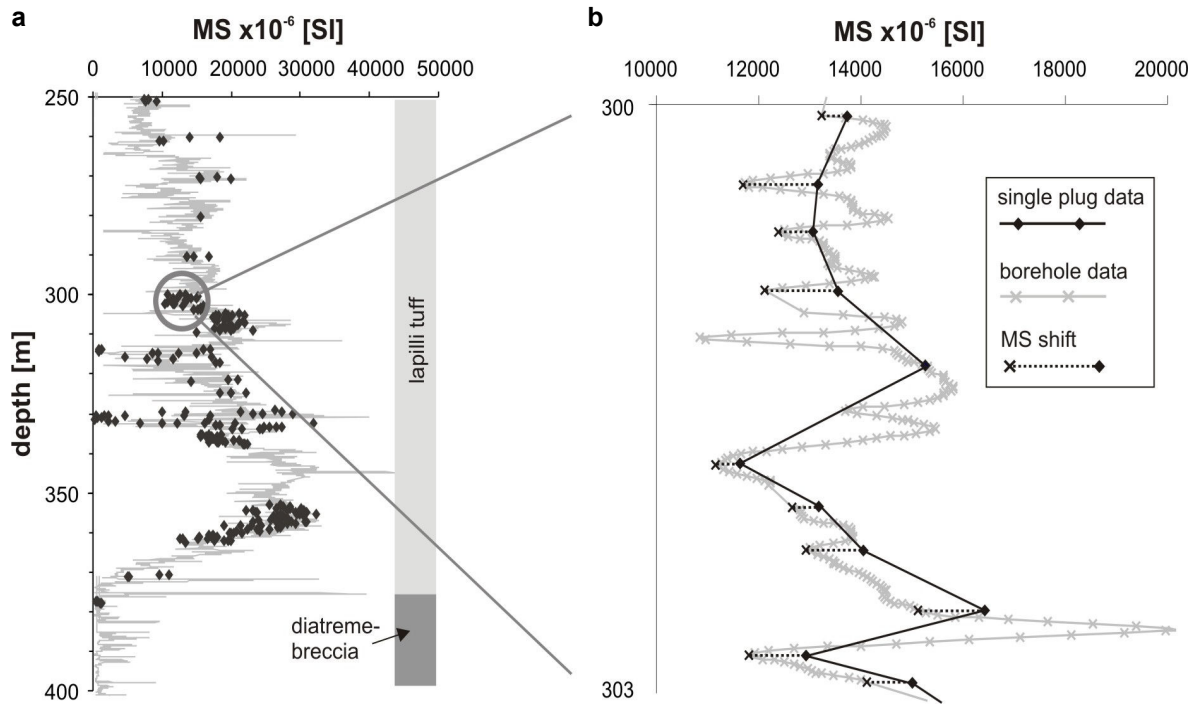 a
MS x10-6 [SI]
0 10000 20000 30000 40000 50000
250
300
350
400
depth [m]
lapilli tuff
diatreme-
breccia
b
MS x10-6 [SI]
10000 12000 14000 16000 18000 20000
300
303
single plug data
borehole data
MS shift